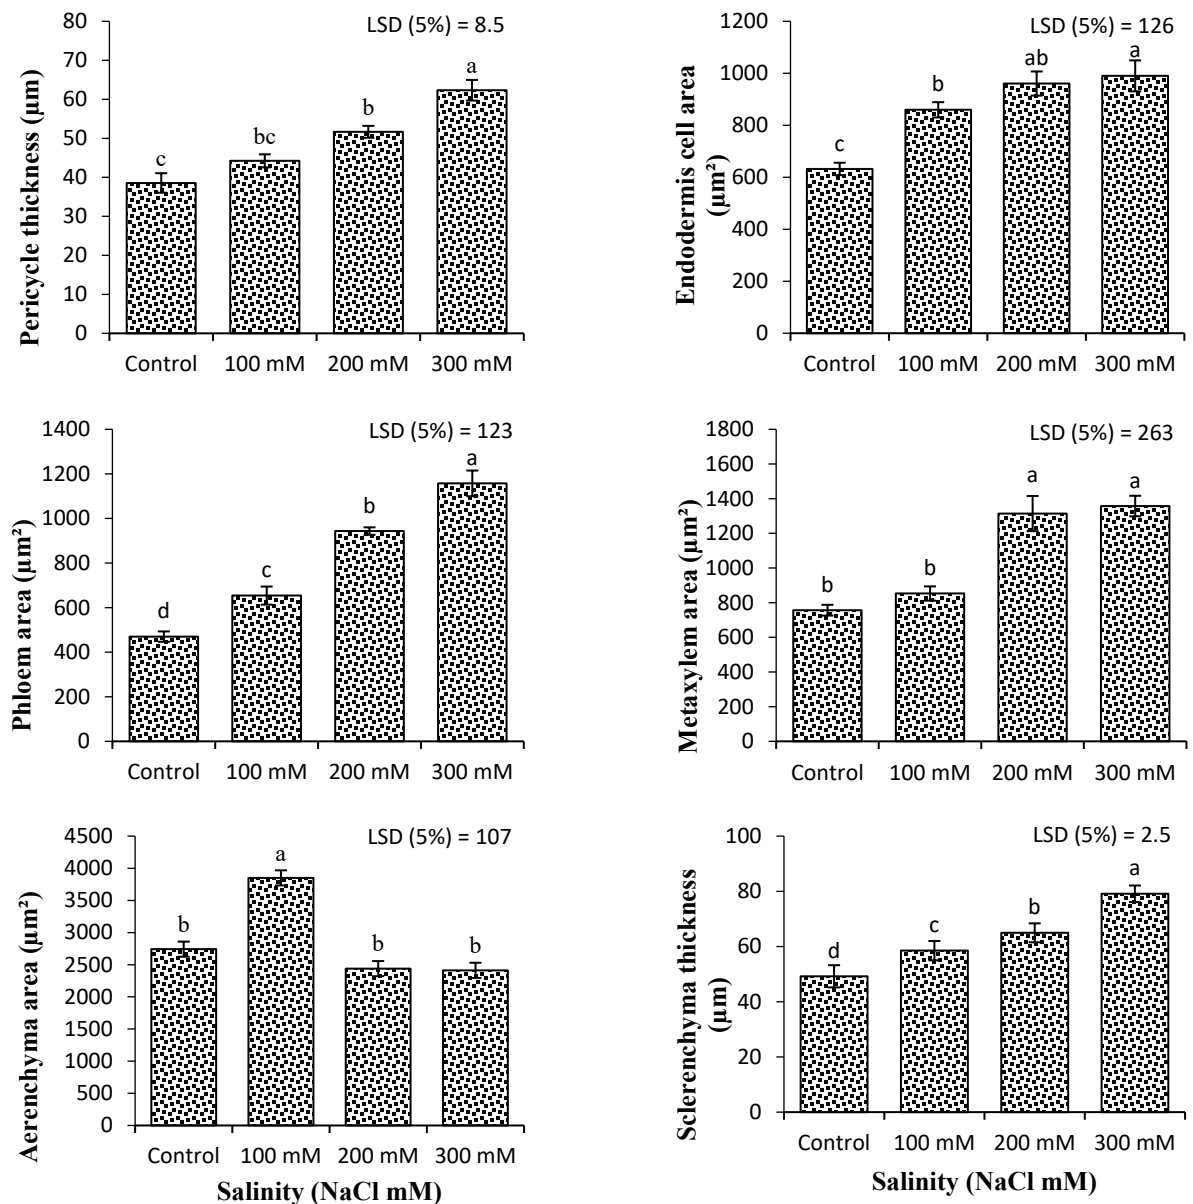 LSD (5%) = 8.5
Pericycle thickness (µm)
80
70
60
50
40
30
20
10
0
c
bc
b
a
Control 100 mM 200 mM 300 mM
LSD (5%) = 126
Endodermis cell area
(µm²)
1200
1000
800
600
400
200
0
c
b
ab
a
Control 100 mM 200 mM 300 mM
LSD (5%) = 123
Phloem area (µm²)
1400
1200
1000
800
600
400
200
0
d
c
b
a
Control 100 mM 200 mM 300 mM
LSD (5%) = 263
Metaxylem area (µm²)
1800
1600
1400
1200
1000
800
600
400
200
0
b
b
a
a
Control 100 mM 200 mM 300 mM
LSD (5%) = 107
Aerenchyma area (µm²)
4500
4000
3500
3000
2500
2000
1500
1000
500
0
b
a
b
b
Control 100 mM 200 mM 300 mM
Salinity (NaCl mM)
LSD (5%) = 2.5
Sclerenchyma thickness
(µm)
100
80
60
40
20
0
d
c
b
a
Control 100 mM 200 mM 300 mM
Salinity (NaCl mM)